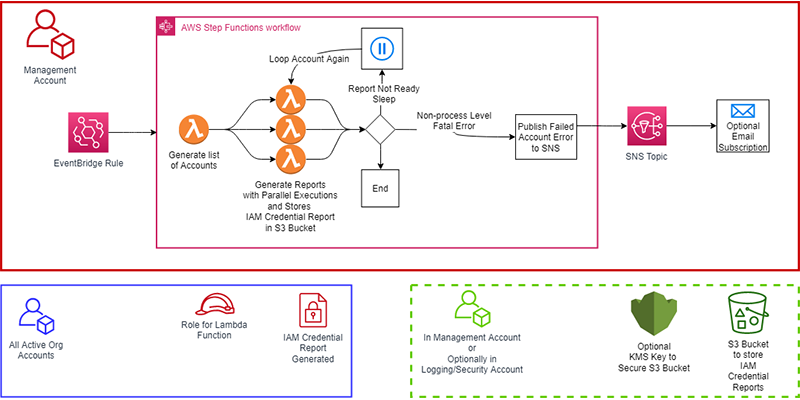 AWS Step Functions workflow
Management
Account
Loop Account Again
Report Not Ready
Sleep
Non-process Level
Fatal Error
EventBridge Rule
Generate list
of Accounts
Publish Failed
Account Error
to SNS
SNS Topic
Optional
Email
Subscription
Generate Reports
with Parallel Executions
and Stores
IAM Credential Report
in S3 Bucket
End
All Active Org
Accounts
Role for Lambda
Function
IAM Credential
Report
Generated
In Management Account
or
Optionally in
Logging/Security Account
Optional
KMS Key to
Secure S3 Bucket
S3 Bucket
to store
IAM
Credential
Reports